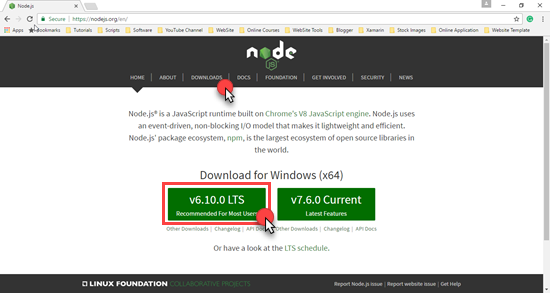 Node.js
Secure https://nodejs.org/en/
Apps Bookmarks Tutorials Scripts Software YouTube Channel WebSite Online Courses WebSite Tools Blogger Xamarin Stock Images Online Application Website Template
node
JS
HOME ABOUT DOWNLOADS DOCS FOUNDATION GET INVOLVED SECURITY NEWS
Node.js® is a JavaScript runtime built on Chrome's V8 JavaScript engine. Node.js uses
an event-driven, non-blocking I/O model that makes it lightweight and efficient.
Node.js' package ecosystem, npm, is the largest ecosystem of open source libraries in
the world.
Download for Windows (x64)
v6.10.0 LTS
Recommended For Most Users
v7.6.0 Current
Latest Features
Other Downloads | Changelog | API Docs
Other Downloads | Changelog | API Docs
Or have a look at the LTS schedule.
LINUX FOUNDATION COLLABORATIVE PROJECTS
Report Node.js issue | Report website issue | Get Help